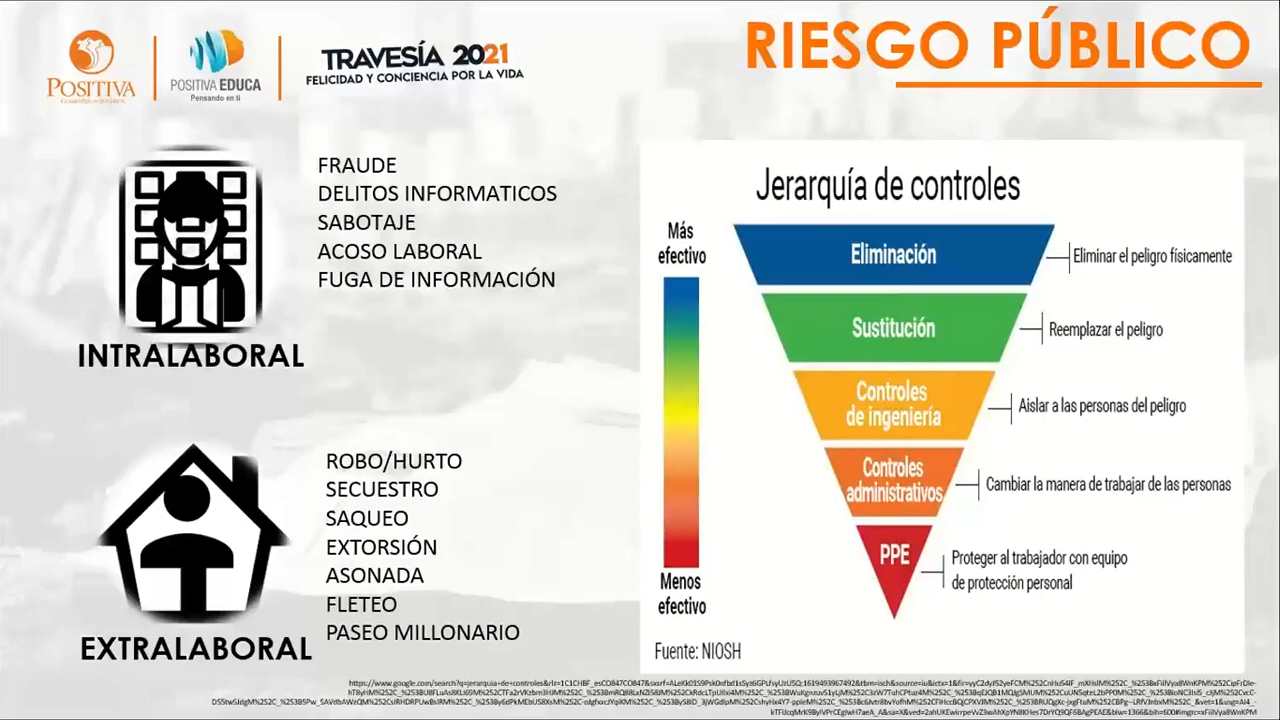 POSITIVA
POSITIVA EDUCA
Pensando en ti
TRAVESÍA 2021
FELICIDAD Y CONCIENCIA POR LA VIDA
RIESGO PÚBLICO
INTRALABORAL
FRAUDE
DELITOS INFORMATICOS
SABOTAJE
ACOSO LABORAL
FUGA DE INFORMACIÓN
EXTRALABORAL
ROBO/HURTO
SECUESTRO
SAQUEO
EXTORSIÓN
ASONADA
FLETEO
PASEO MILLONARIO
Jerarquía de controles
Más
efectivo
Menos
efectivo
Eliminación
Eliminar el peligro físicamente
Sustitución
Reemplazar el peligro
Controles
de ingeniería
Aislar a las personas del peligro
Controles
administrativos
Cambiar la manera de trabajar de las personas
PPE
Proteger al trabajador con equipo
de protección personal
Fuente: NIOSH